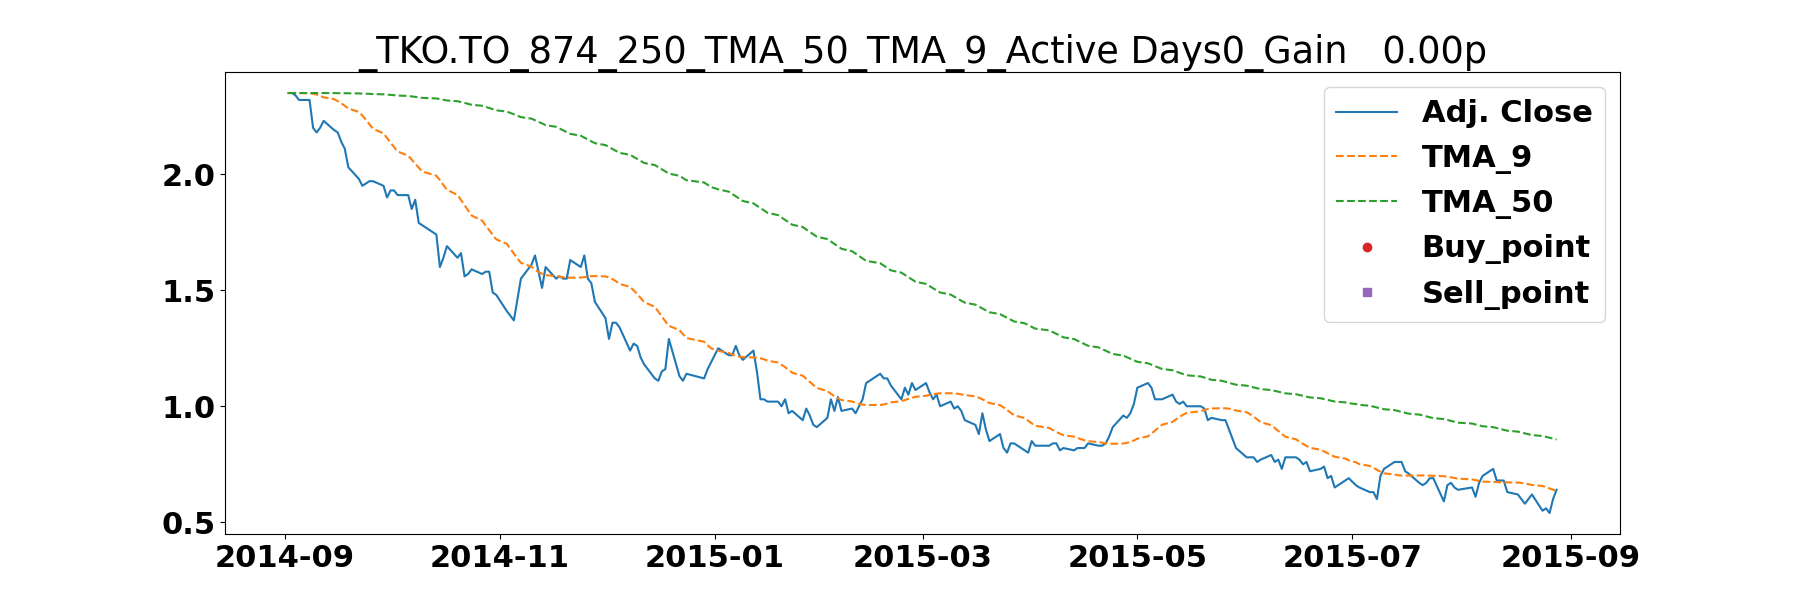 _TKO.TO_874_250_TMA_50_TMA_9_Active Days0_Gain   0.00p
Adj. Close
TMA_9
TMA_50
Buy_point
Sell_point
2.0
1.5
1.0
0.5
2014-09 2014-11 2015-01 2015-03 2015-05 2015-07 2015-09